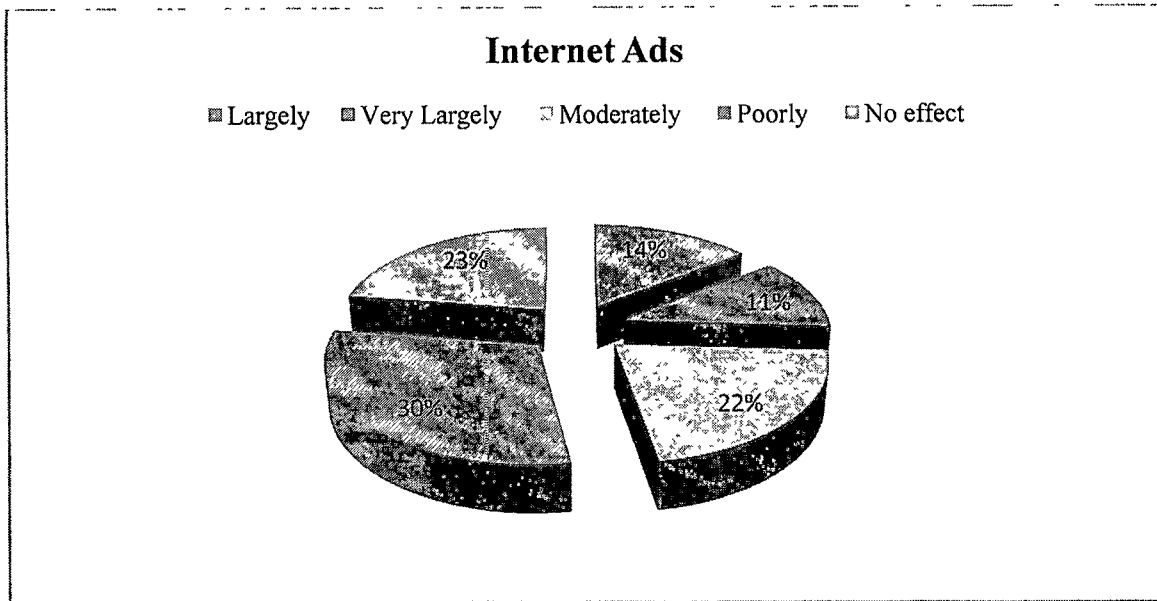 Internet Ads
Largely Very Largely Moderately Poorly No effect
23% 14%
11%
30% 22%